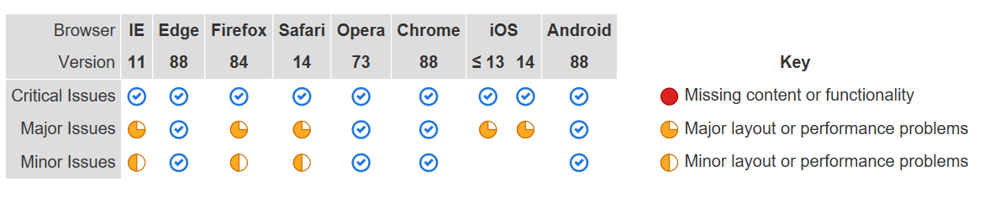 Browser IE Edge Firefox Safari Opera Chrome iOS Android
Version 11 88 84 14 73 88 ≤ 13 14 88
Key
Critical Issues
Missing content or functionality
Major Issues
Major layout or performance problems
Minor Issues
Minor layout or performance problems